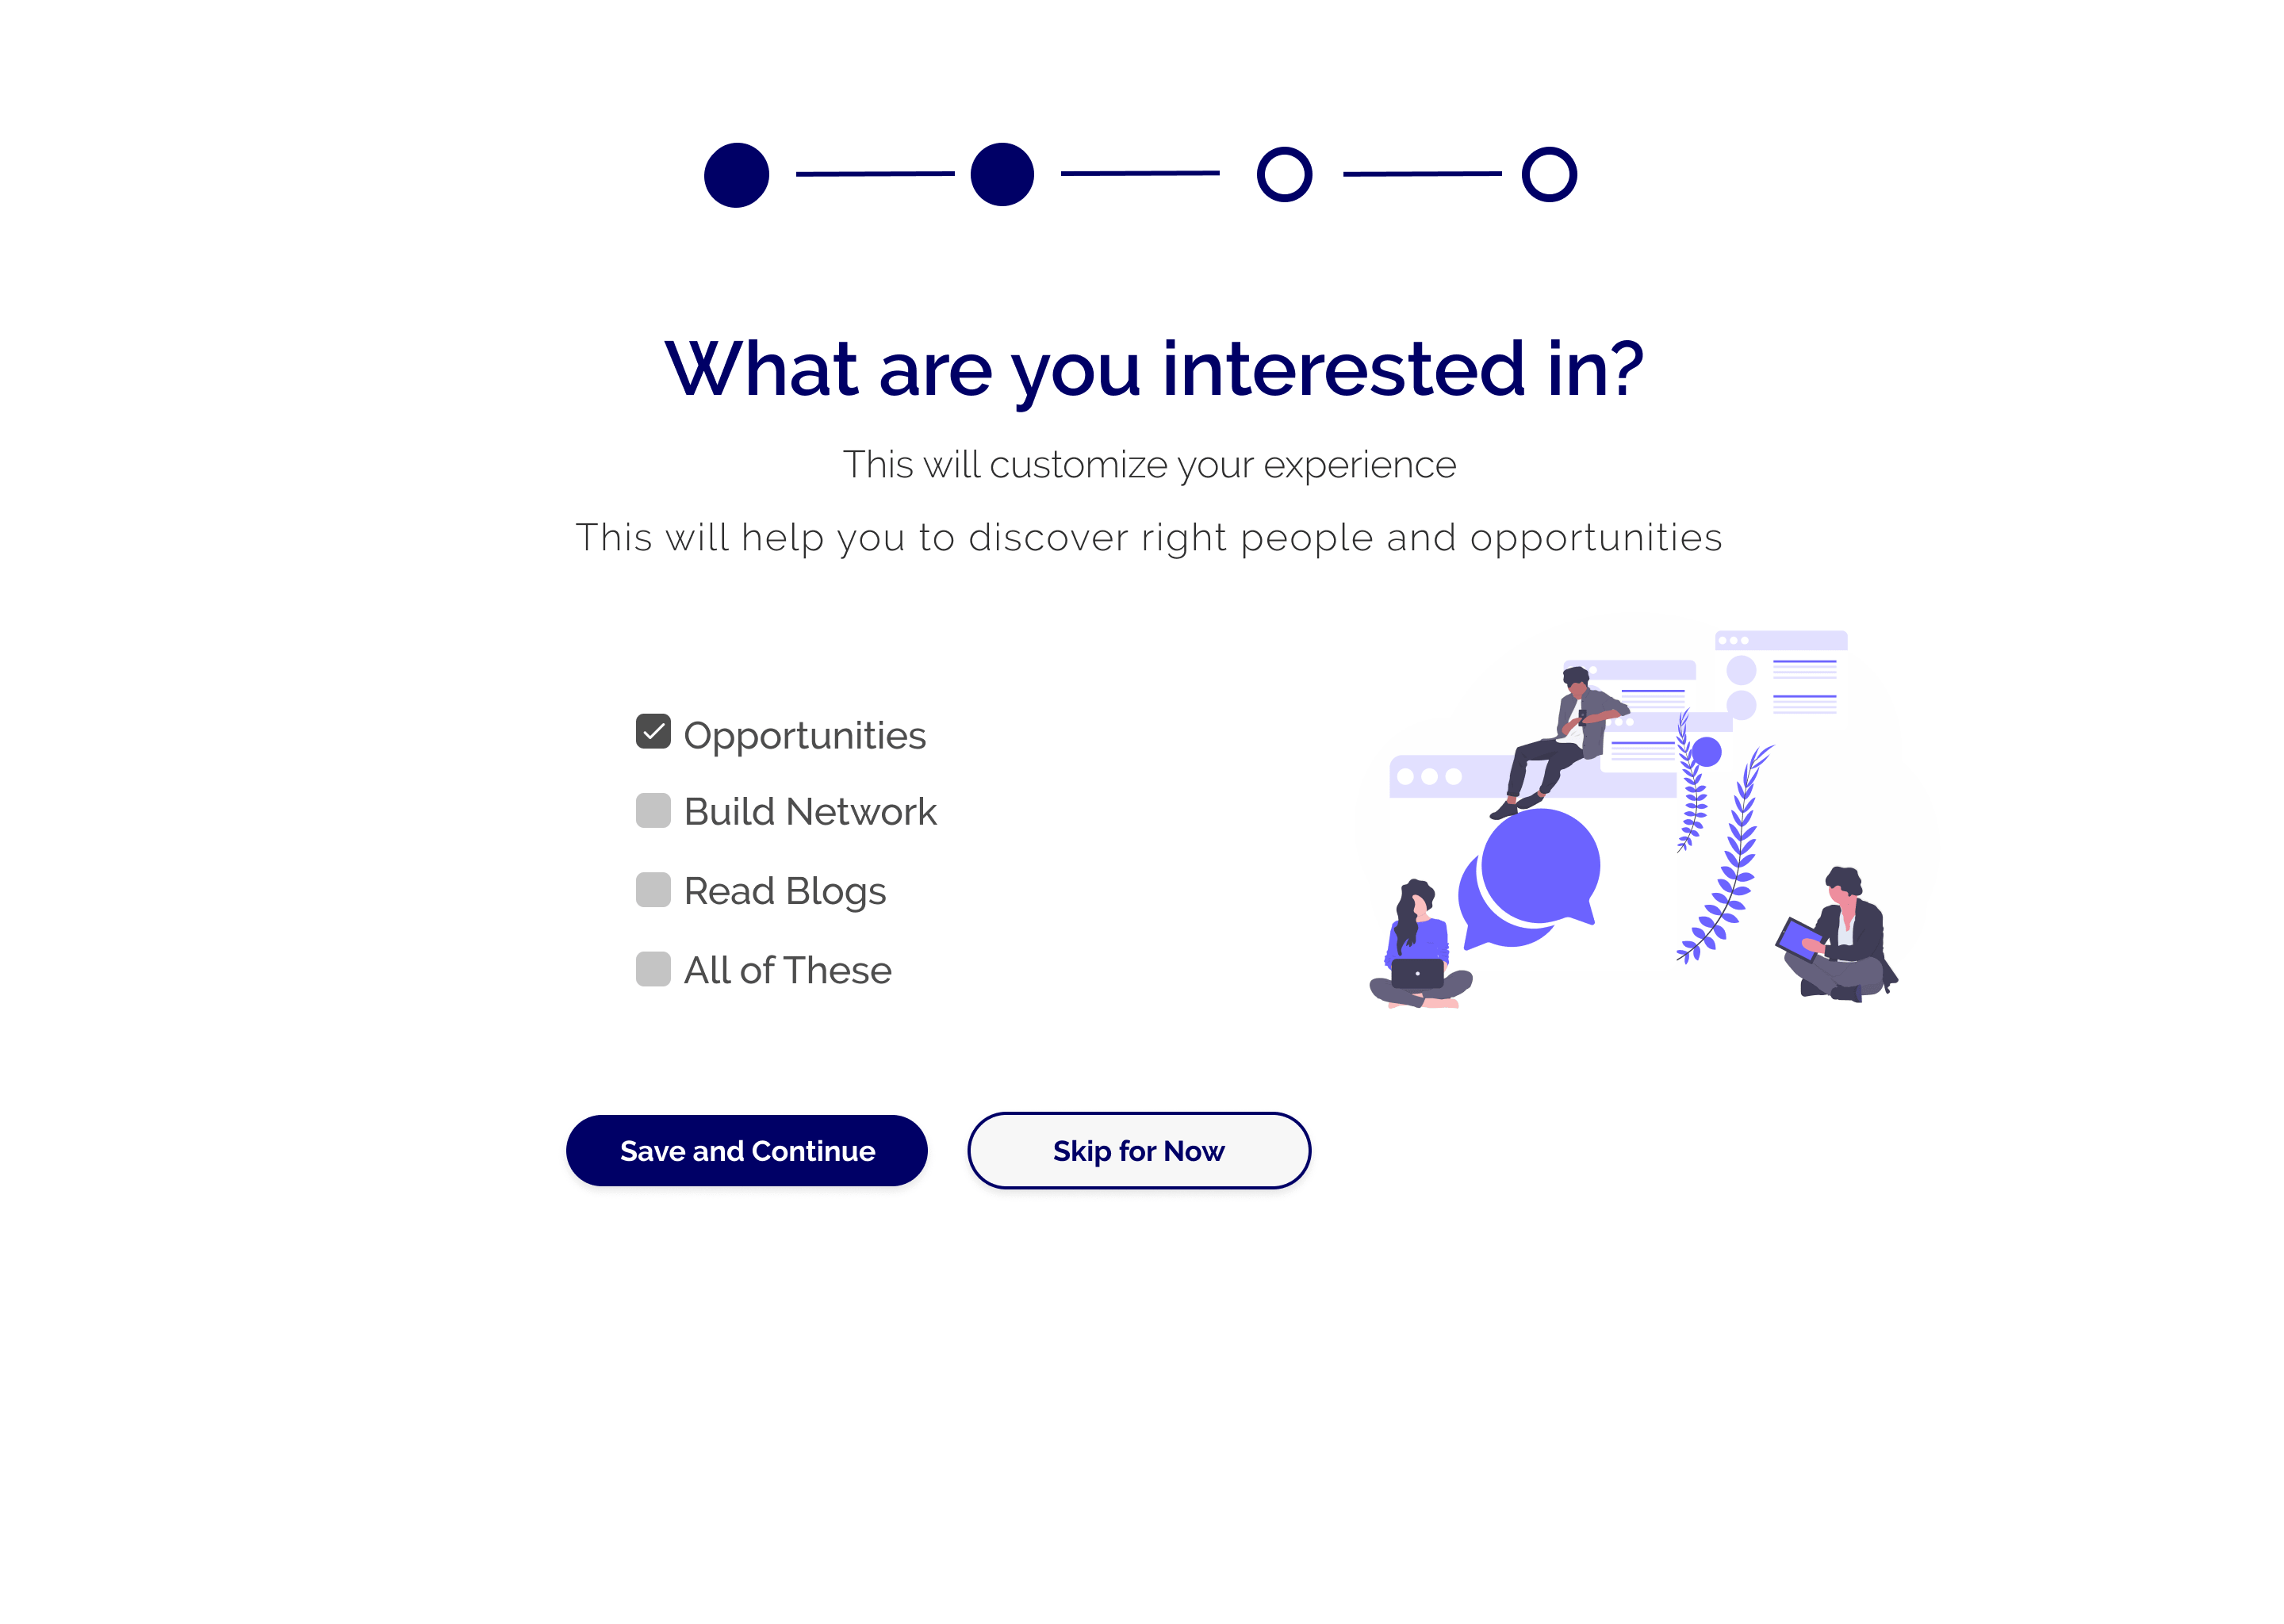 What are you interested in?
This will customize your experience
This will help you to discover right people and opportunities
Opportunities
Build Network
Read Blogs
All of These
Save and Continue
Skip for Now